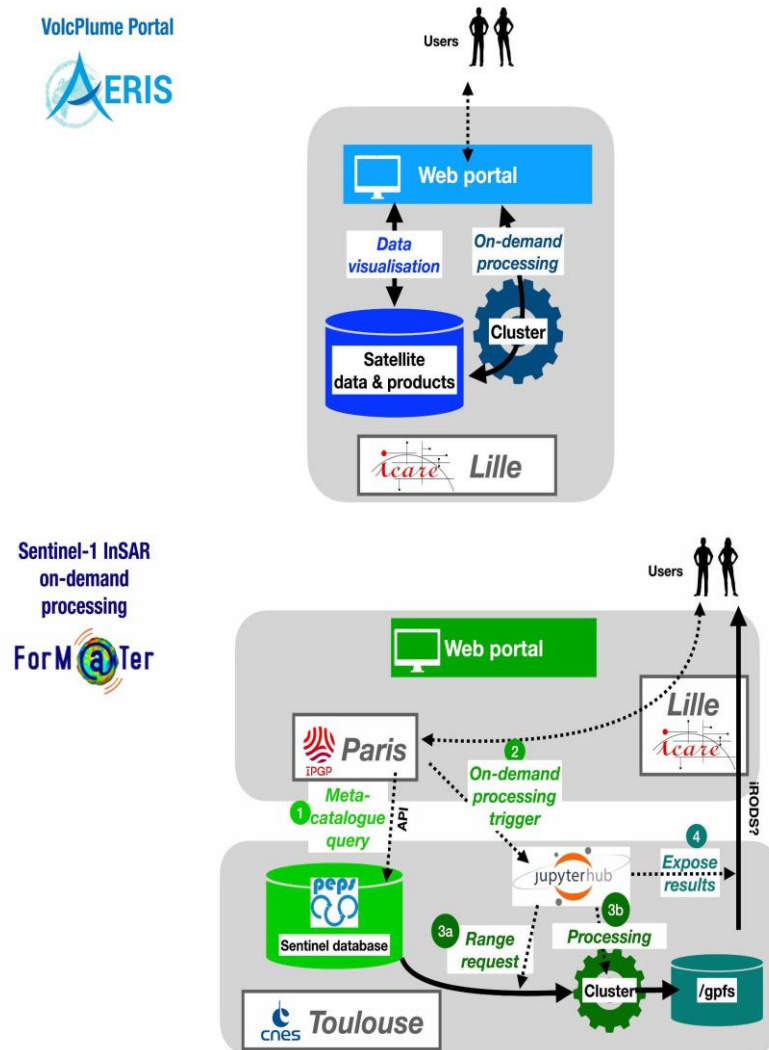 VolcPlume Portal
AERIS
Users
Web portal
Data
visualisation
On-demand
processing
Cluster
Satellite
data & products
Icare
Lille
Sentinel-1 InSAR
on-demand
processing
ForM@Ter
Users
Web portal
Lille
Icare
IPGP
Paris
2
On-demand
processing
trigger
1
Meta-
catalogue
query
API
iRODS?
peps
Sentinel database
jupyterhub
4
Expose
results
3a
Range
request
3b
Processing
Cluster
/gpfs
cnes
Toulouse